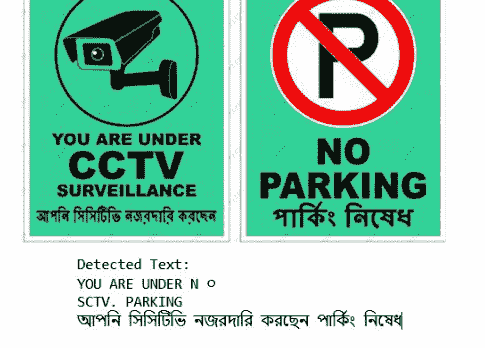 YOU ARE UNDER
CCTV
SURVEILLANCE
আপনি সিসিটিভি নজরদারি করছেন
P
NO
PARKING
পার্কিং নিষেধ
Detected Text:
YOU ARE UNDER N ০
SCTV. PARKING
আপনি সিসিটিভি নজরদারি করছেন পার্কিং নিষেধ